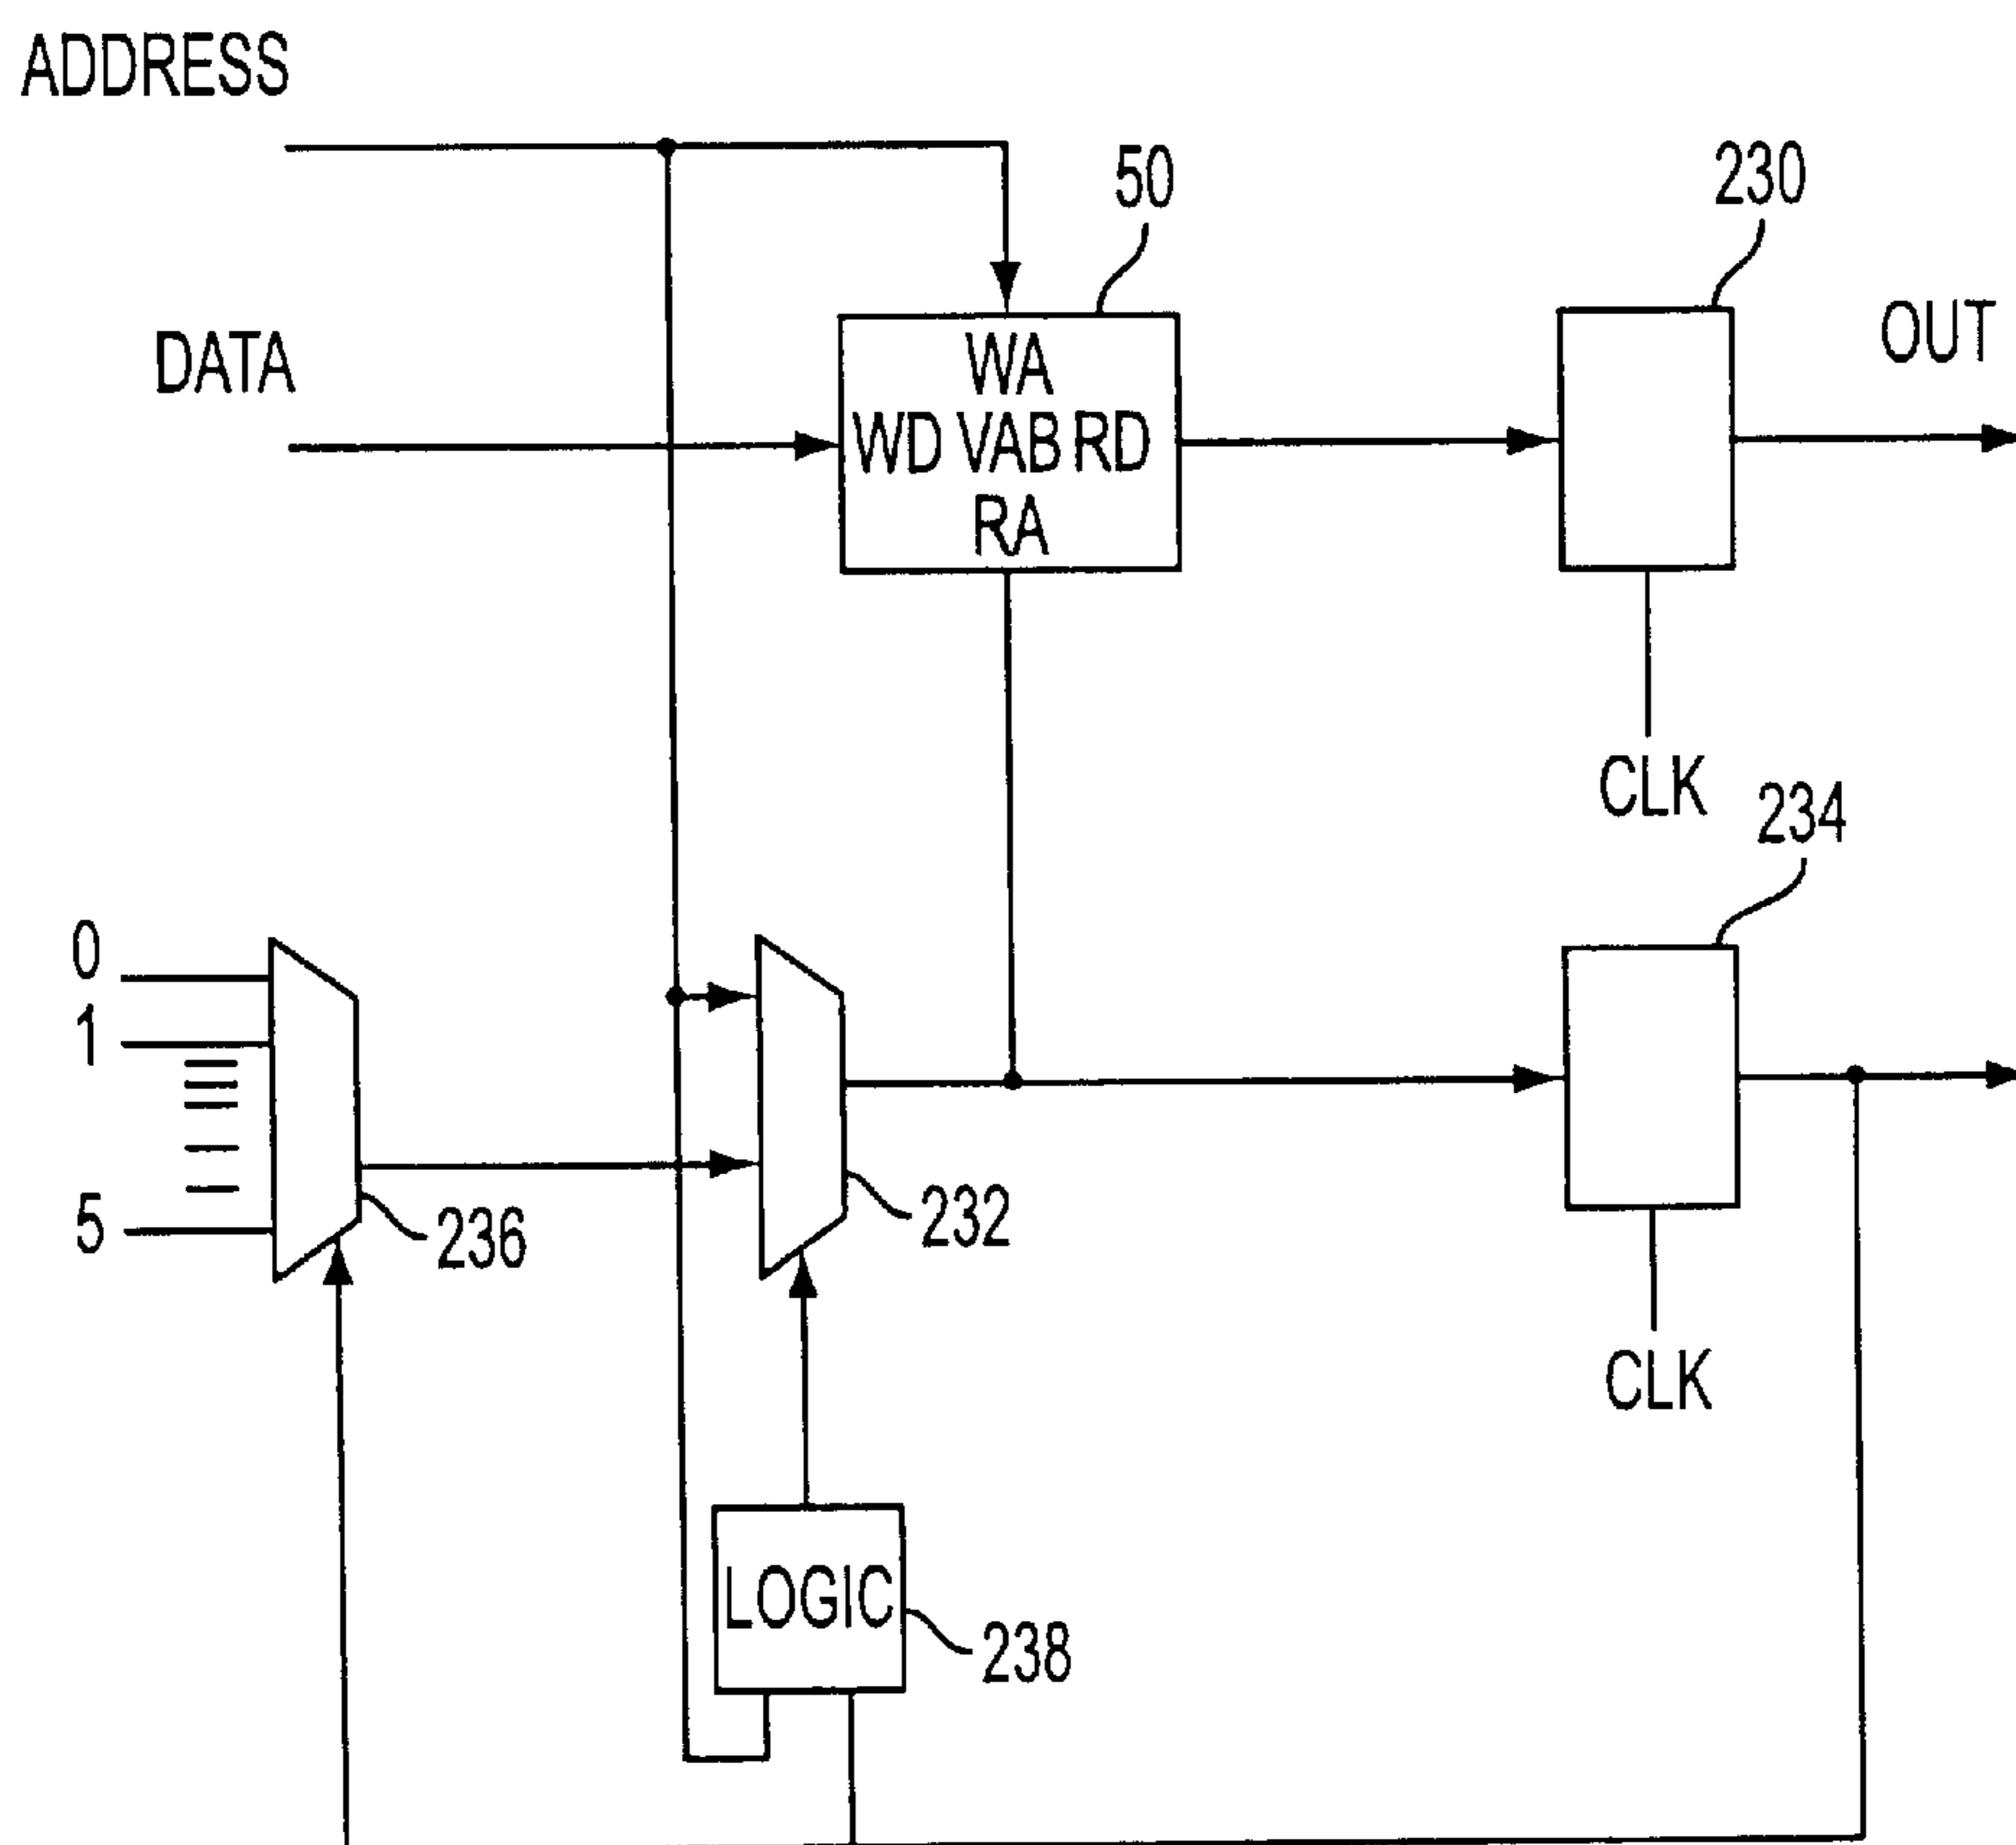 ADDRESS
50
230
DATA
OUT
WA
WD VAB RD
RA
CLK
234
0
1
5
236
232
CLK
LOGIC
238